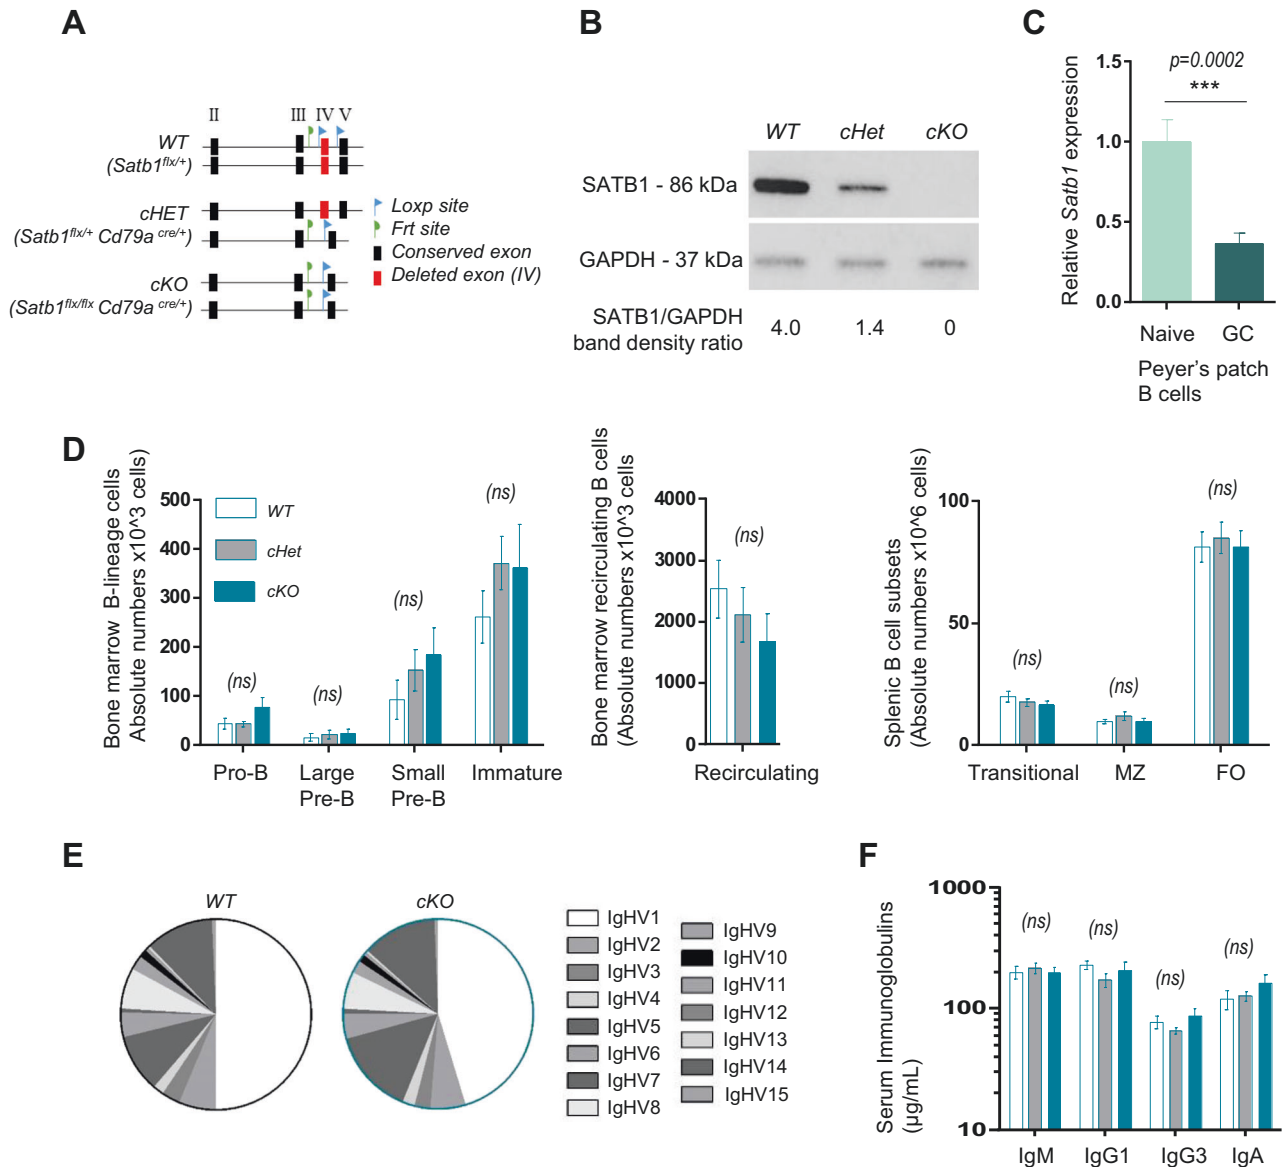 A
II III IV V
WT
(Satb1flx/+)
cHET
(Satb1flx/+ Cd79a cre/+)
cKO
(Satb1flx/flx Cd79a cre/+)
Loxp site
Frt site
Conserved exon
Deleted exon (IV)
B
WT cHet cKO
SATB1 - 86 kDa
GAPDH - 37 kDa
SATB1/GAPDH
band density ratio
4.0 1.4 0
C
Relative Satb1 expression
1.5
1.0
0.5
0.0
p=0.0002
***
Naive GC
Peyer's patch
B cells
D
Bone marrow B-lineage cells
Absolute numbers x10^3 cells)
500
400
300
200
100
0
WT
cHet
cKO
(ns)
(ns)
(ns)
(ns)
Pro-B
Large
Pre-B
Small
Pre-B
Immature
Bone marrow recirculating B cells
(Absolute numbers x10^3 cells
4000
3000
2000
1000
0
(ns)
Recirculating
Splenic B cell subsets
(Absolute numbers x10^6 cells)
100
50
0
(ns)
(ns)
(ns)
Transitional MZ FO
E
WT
cKO
IgHV1
IgHV2
IgHV3
IgHV4
IgHV5
IgHV6
IgHV7
IgHV8
IgHV9
IgHV10
IgHV11
IgHV12
IgHV13
IgHV14
IgHV15
F
Serum Immunoglobulins
(µg/mL)
1000
100
10
(ns)
(ns)
(ns)
(ns)
IgM IgG1 IgG3 IgA